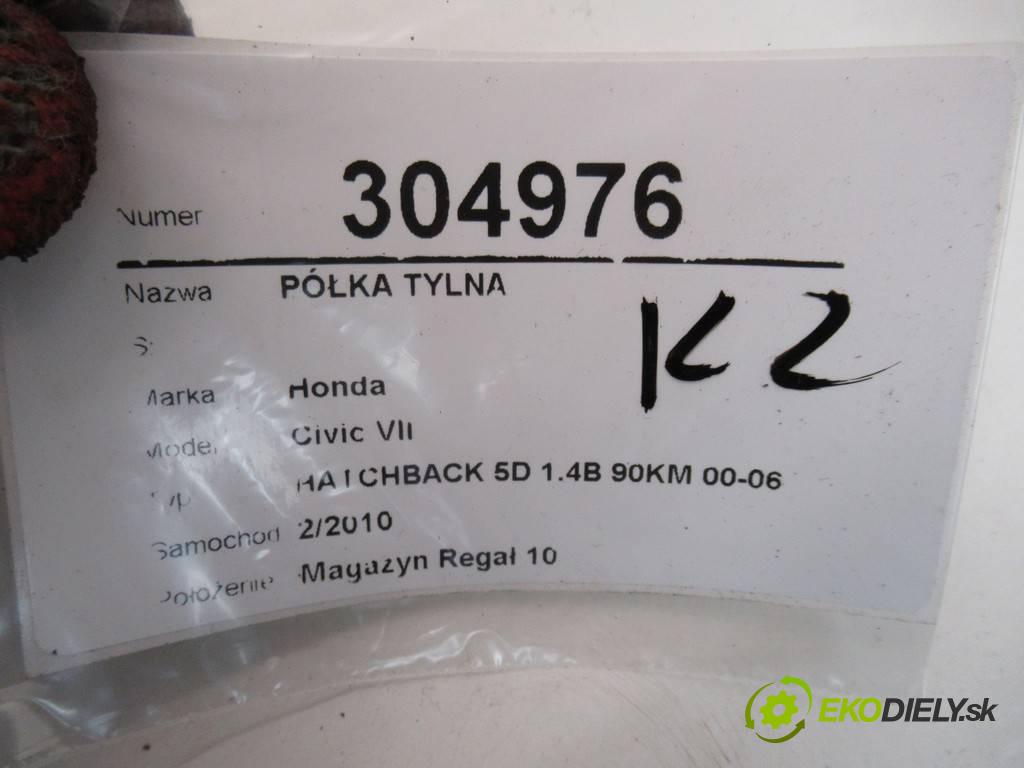 Numer 304976
Nazwa PÓŁKA TYLNA
K2
Marka Honda
Model Civic VII
Typ HATCHBACK 5D 1.4B 90KM 00-06
Samochód 2/2010
Położenie Magazyn Regał 10
EKODIELY.sk